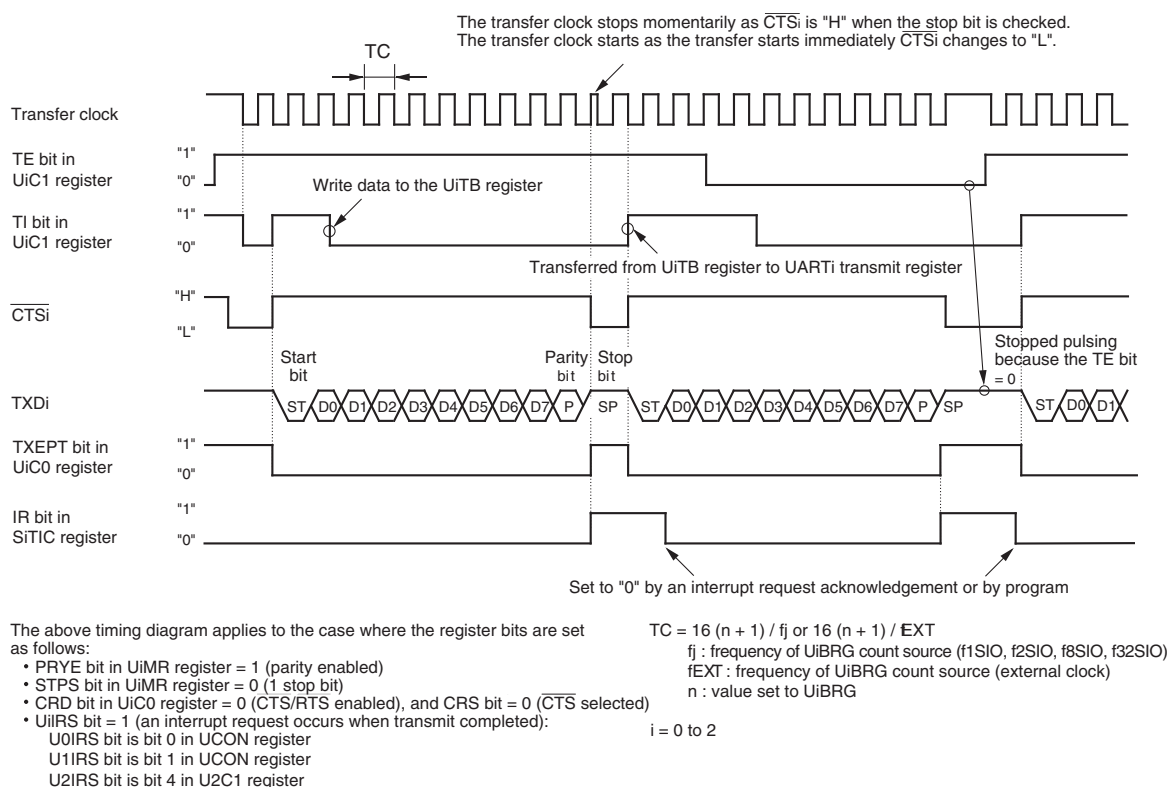 The transfer clock stops momentarily as CTSi is "H" when the stop bit is checked.
The transfer clock starts as the transfer starts immediately CTSi changes to "L".
TC
Transfer clock
TE bit in
UiC1 register
"1"
"0"
Write data to the UiTB register
TI bit in
UiC1 register
"1"
"0"
Transferred from UiTB register to UARTi transmit register
CTSi
"H"
"L"
Start
bit
Parity
bit
Stop
bit
Stopped pulsing
because the TE bit
= 0
TXDi
ST D0 D1 D2 D3 D4 D5 D6 D7 P SP ST D0 D1 D2 D3 D4 D5 D6 D7 P SP ST D0 D1
TXEPT bit in
UiC0 register
"1"
"0"
IR bit in
SiTIC register
"1"
"0"
Set to "0" by an interrupt request acknowledgement or by program
The above timing diagram applies to the case where the register bits are set
as follows:
• PRYE bit in UiMR register = 1 (parity enabled)
• STPS bit in UiMR register = 0 (1 stop bit)
• CRD bit in UiC0 register = 0 (CTS/RTS enabled), and CRS bit = 0 (CTS selected)
• UiIRS bit = 1 (an interrupt request occurs when transmit completed):
U0IRS bit is bit 0 in UCON register
U1IRS bit is bit 1 in UCON register
U2IRS bit is bit 4 in U2C1 register
TC = 16 (n + 1) / fj or 16 (n + 1) / fEXT
fj : frequency of UiBRG count source (f1SIO, f2SIO, f8SIO, f32SIO)
fEXT : frequency of UiBRG count source (external clock)
n : value set to UiBRG
i = 0 to 2